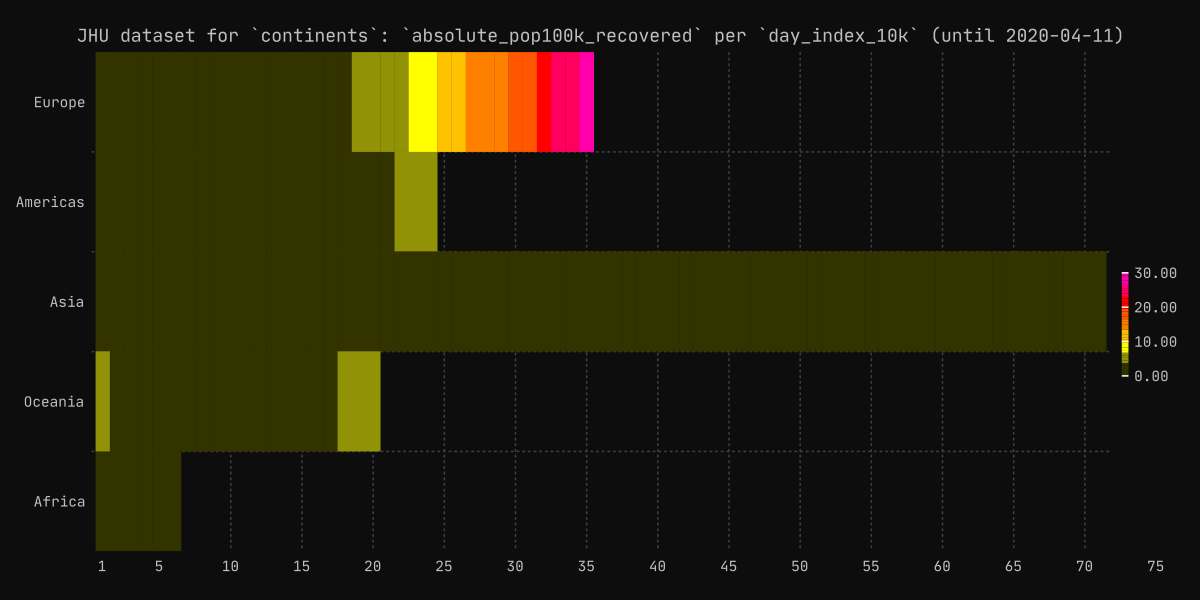 JHU dataset for `continents`: `absolute_pop100k_recovered` per `day_index_10k` (until 2020-04-11)
Europe
Americas
Asia
Oceania
Africa
30.00
20.00
10.00
0.00
1 5 10 15 20 25 30 35 40 45 50 55 60 65 70 75